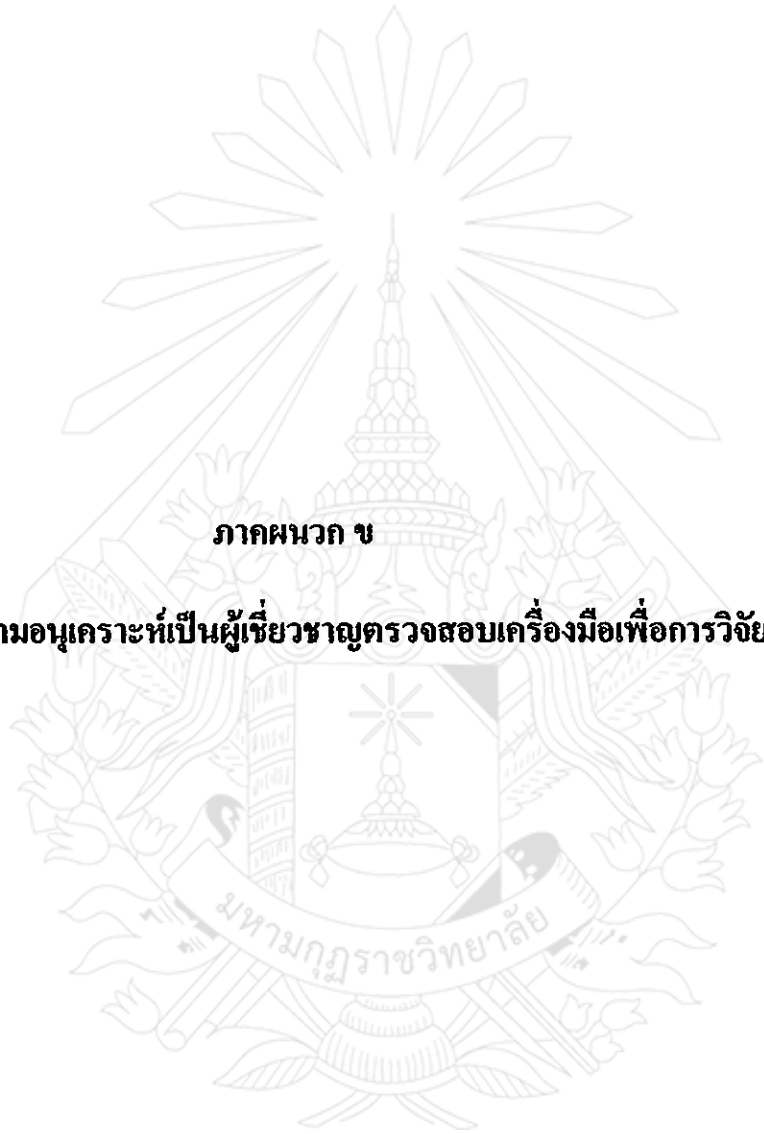 ภาคผนวก ข
ามอนุเคราะห์เป็นผู้เชี่ยวชาญตรวจสอบเครื่องมือเพื่อการวิจัย
มหามกุฏราชวิทยาลัย